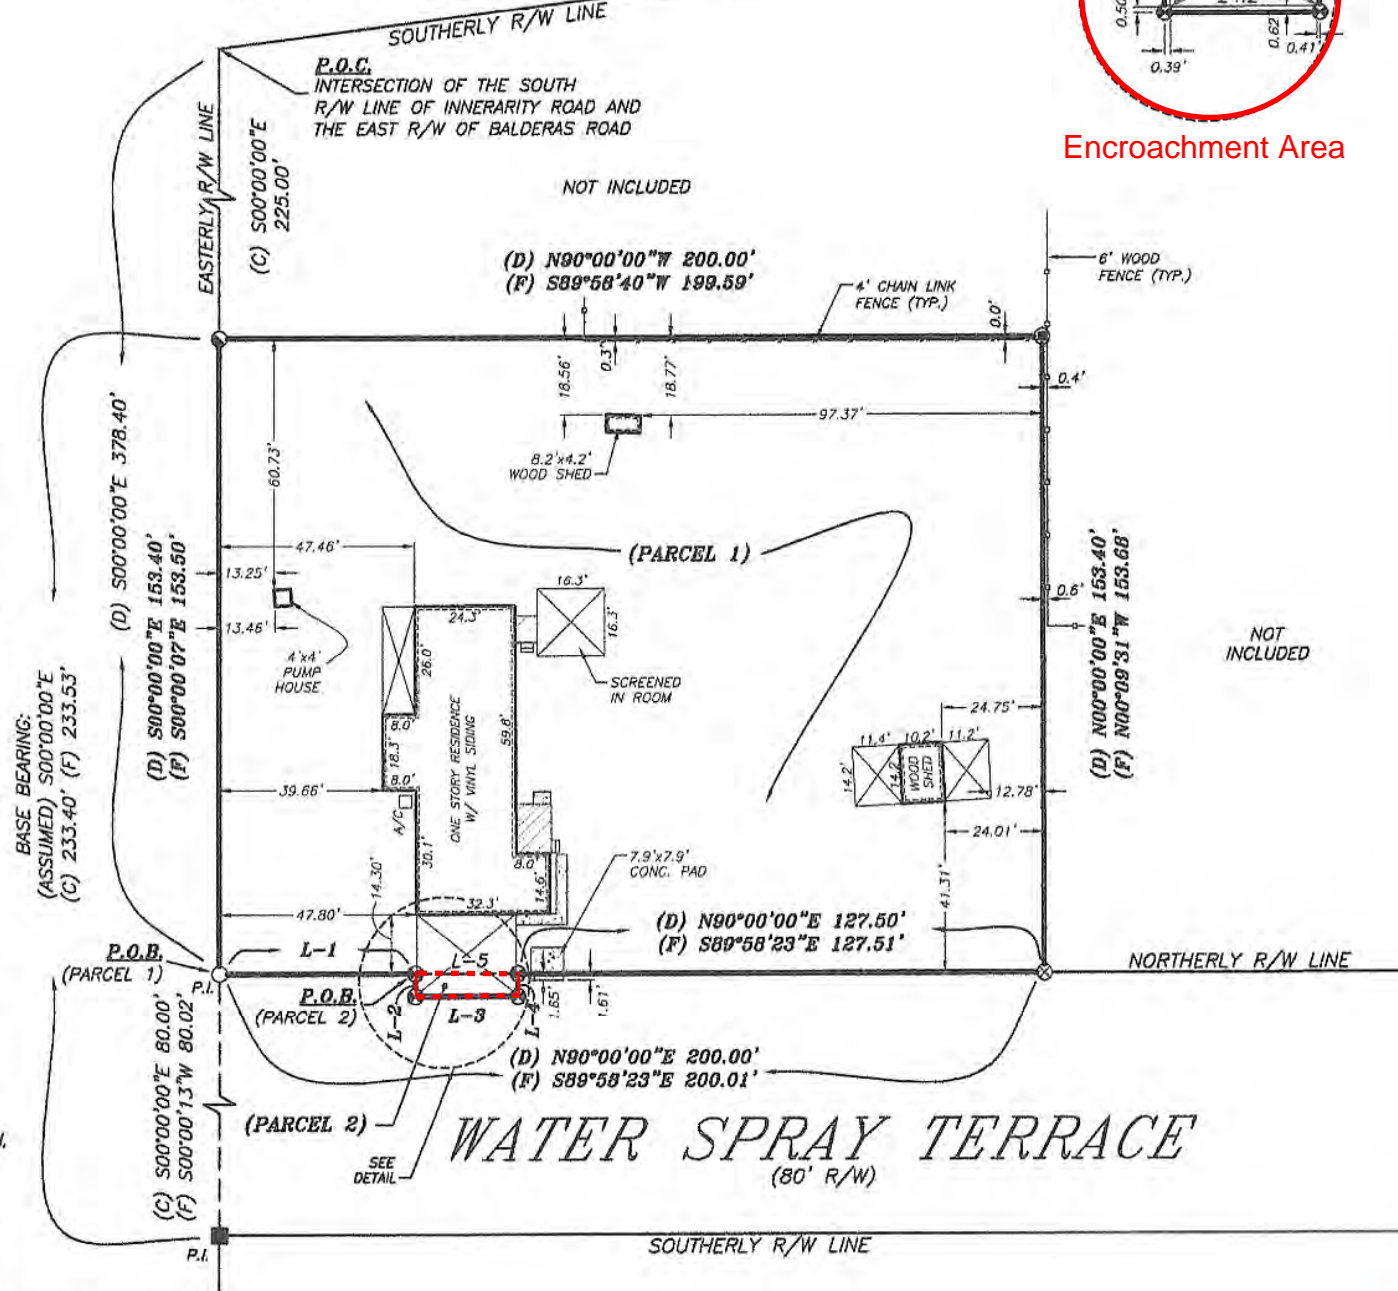 SOUTHERLY R/W LINE
P.O.C.
INTERSECTION OF THE SOUTH
R/W LINE OF INNERARITY ROAD AND
THE EAST R/W OF BALDERAS ROAD
EASTERLY R/W LINE
(C) S00°00'00"E
225.00'
0.50
0.62
0.41'
0.39'
Encroachment Area
NOT INCLUDED
(D) N90°00'00"W 200.00'
(F) S89°58'40"W 199.59'
6' WOOD
FENCE (TYP.)
4' CHAIN LINK
FENCE (TYP.)
0.0'
18.56'
0.3'
18.77'
0.4'
97.37'
8.2'x4.2'
WOOD SHED
60.73'
(D) S00°00'00"E 378.40'
(D) S00°00'00"E 153.40'
(F) S00°00'07"E 153.50'
47.46'
13.25'
13.46'
4'x4'
PUMP
HOUSE
(PARCEL 1)
24.3'
26.0'
16.3'
16.3'
SCREENED
IN ROOM
0.6'
(D) N00°00'00"E 153.40'
(F) N00°09'31"W 153.68'
NOT
INCLUDED
BASE BEARING:
(ASSUMED) S00°00'00"E
(C) 233.40' (F) 233.53'
8.0'
18.3'
8.0'
39.66'
A/C
ONE STORY RESIDENCE
W/ VINYL SIDING
59.8'
30.1'
8.0'
14.6'
32.3'
14.30'
47.80'
24.75'
11.4'
10.2'
11.2'
14.2'
14.2'
WOOD
SHED
12.78'
24.01'
41.31'
7.9'x7.9'
CONC. PAD
(D) N90°00'00"E 127.50'
(F) S89°58'23"E 127.51'
P.O.B.
(PARCEL 1)
P.I.
L-1
L-5
P.O.B.
(PARCEL 2)
L-2
L-3
L-4
1.85'
1.61'
NORTHERLY R/W LINE
(D) N90°00'00"E 200.00'
(F) S89°58'23"E 200.01'
(C) S00°00'00"E 80.00'
(F) S00°00'13"W 80.02'
(PARCEL 2)
SEE
DETAIL
WATER SPRAY TERRACE
(80' R/W)
P.I.
SOUTHERLY R/W LINE